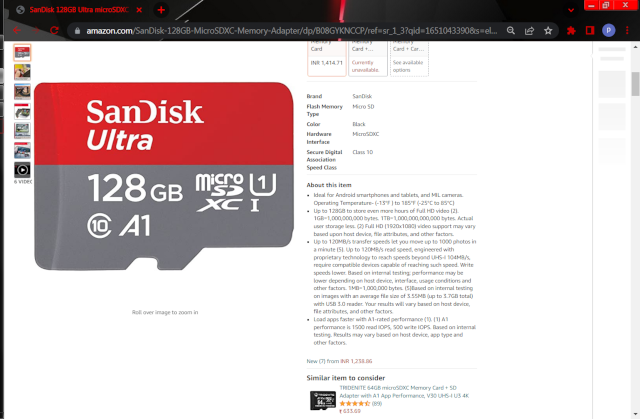 SanDisk 128GB Ultra microSDXC
amazon.com/SanDisk-128GB-MicroSDXC-Memory-Adapter/dp/B08GYKNCCP/ref=sr_1_3?qid=1651043390&s=el...
P
Memory
Card
INR 1,414.71
Memory
Card +...
Currently
unavailable.
Memory
Card + Car...
See available
options
Brand SanDisk
Flash Memory Type Micro SD
Color Black
Hardware Interface MicroSDXC
Secure Digital Association Speed Class Class 10
SanDisk
Ultra
128GB micro SD XC U1 I
10 A1
6 VIDEO
Roll over image to zoom in
About this item
Ideal for Android smartphones and tablets, and MIL cameras.
Operating Temperature- (-13°F ) to 185°F (-25°C to 85°C)
Up to 128GB to store even more hours of Full HD video (2)
1GB=1,000,000,000 bytes. 1TB=1,000,000,000,000 bytes. Actual
user storage less. (2) Full HD (1920x1080) video support may vary
based upon host device, file attributes, and other factors.
Up to 120MB/s transfer speeds let you move up to 1000 photos in
a minute (5). Up to 120MB/s read speed, engineered with
proprietary technology to reach speeds beyond UHS-I 104MB/s,
require compatible devices capable of reaching such speed. Write
speeds lower. Based on internal testing; performance may be
lower depending on host device, interface, usage conditions and
other factors. 1MB=1,000,000 bytes. (5)Based on internal testing
on images with an average file size of 3.55MB (up to 3.7GB total)
with USB 3.0 reader. Your results will vary based on host device,
file attributes, and other factors.
Load apps faster with A1-rated performance (1). (1) A1
performance is 1500 read IOPS, 500 write IOPS. Based on internal
testing. Results may vary based on host device, app type and
other factors.
New (7) from INR 1,238.86
Similar item to consider
TRIDENITE 64GB microSDXC Memory Card + SD
Adapter with A1 App Performance, V30 UHS-I U3 4K
(89)
633.69